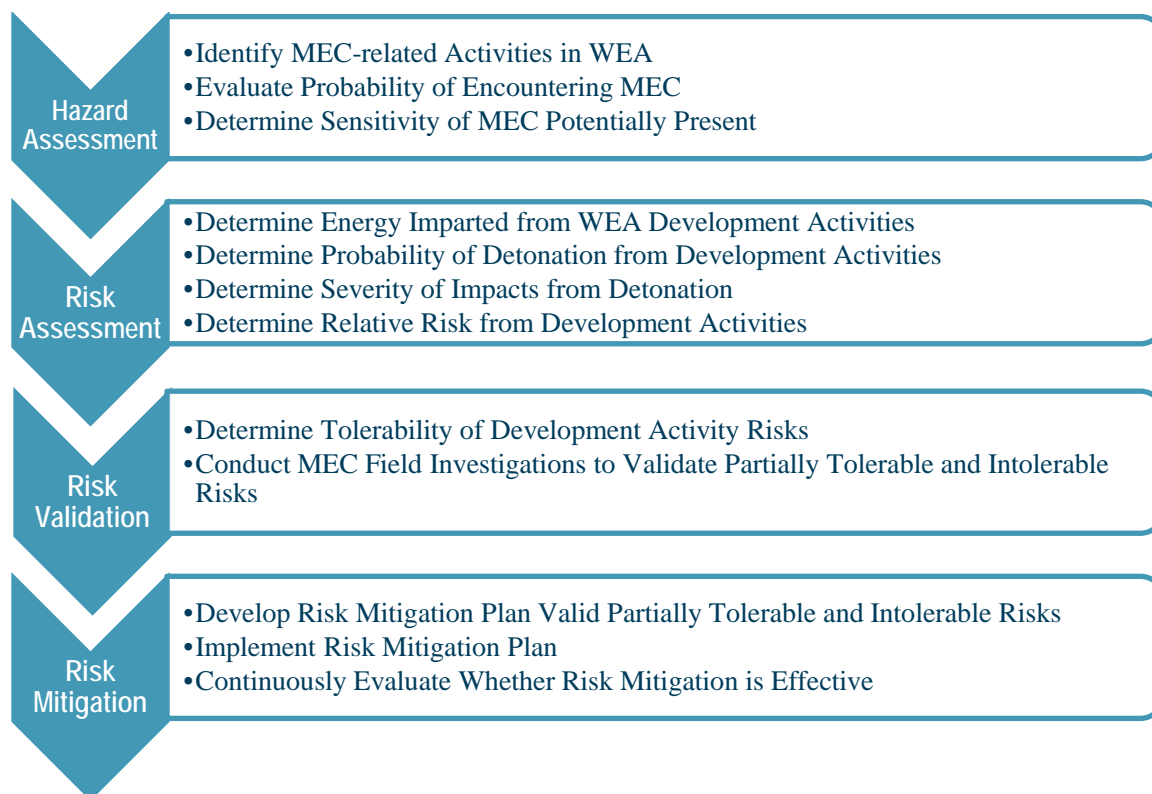 Hazard
Assessment
•Identify MEC-related Activities in WEA
•Evaluate Probability of Encountering MEC
•Determine Sensitivity of MEC Potentially Present
Risk
Assessment
•Determine Energy Imparted from WEA Development Activities
•Determine Probability of Detonation from Development Activities
•Determine Severity of Impacts from Detonation
•Determine Relative Risk from Development Activities
Risk
Validation
•Determine Tolerability of Development Activity Risks
•Conduct MEC Field Investigations to Validate Partially Tolerable and Intolerable
Risks
Risk
Mitigation
•Develop Risk Mitigation Plan Valid Partially Tolerable and Intolerable Risks
•Implement Risk Mitigation Plan
•Continuously Evaluate Whether Risk Mitigation is Effective